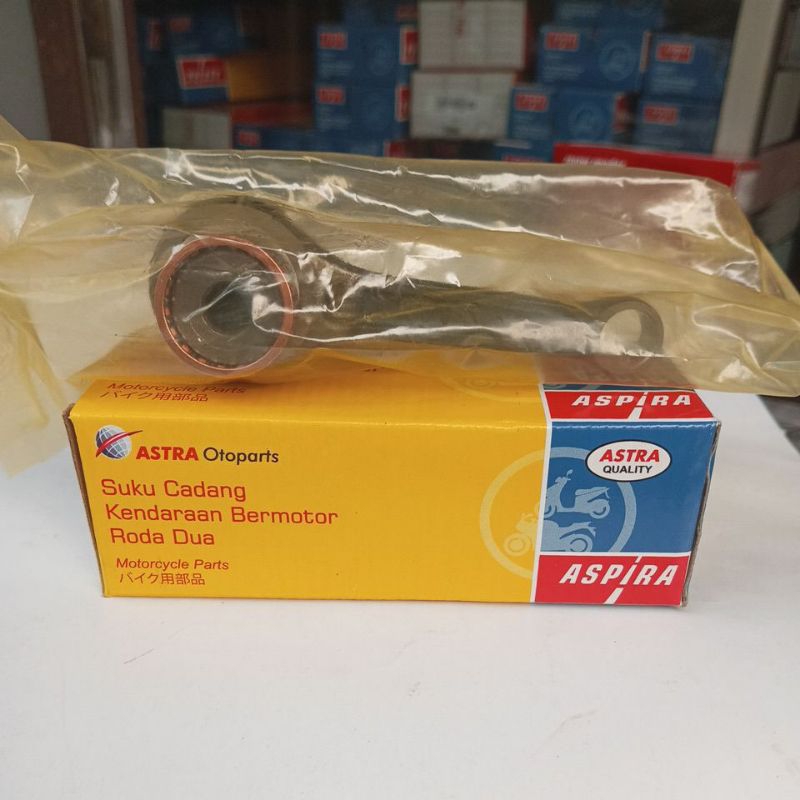 Motorcycle Parts
バイク用部品
ASPIRA
ASTRA Otoparts
ASTRA
QUALITY
Suku Cadang
Kendaraan Bermotor
Roda Dua
Motorcycle Parts
バイク用部品
ASPIRA